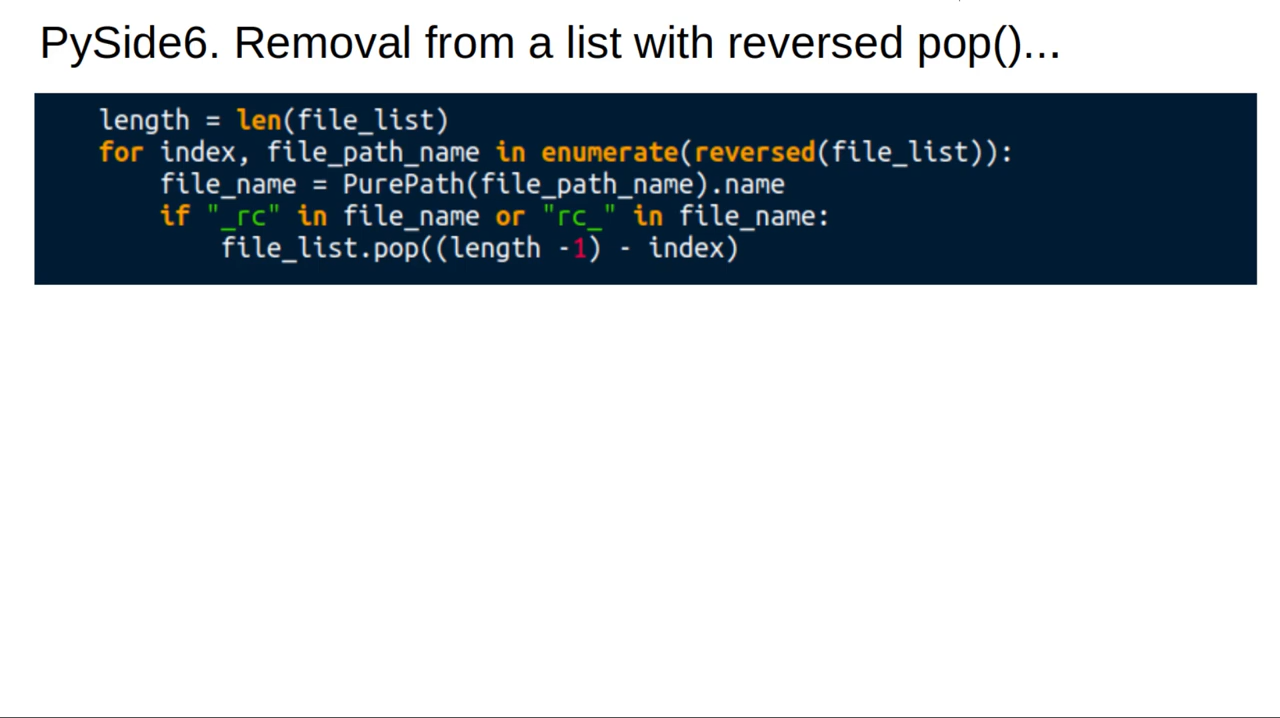 PySide6. Removal from a list with reversed pop()...
length = len(file_list)
for index, file_path_name in enumerate(reversed(file_list)):
file_name = PurePath(file_path_name).name
if "_rc" in file_name or "rc_" in file_name:
file_list.pop((length -1) - index)